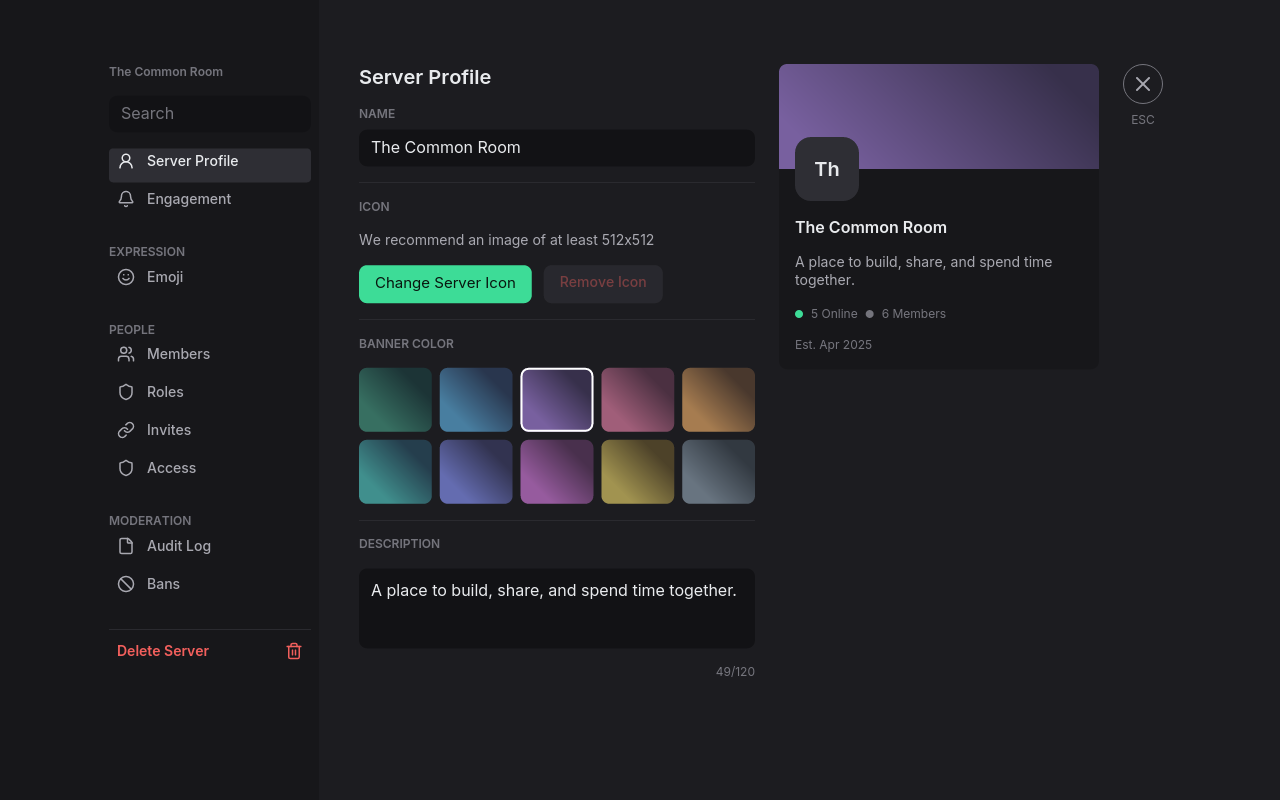 The Common Room
Search
Server Profile
Engagement
EXPRESSION
Emoji
PEOPLE
Members
Roles
Invites
Access
MODERATION
Audit Log
Bans
Delete Server
Server Profile
NAME
The Common Room
ICON
We recommend an image of at least 512x512
Change Server Icon
Remove Icon
BANNER COLOR
DESCRIPTION
A place to build, share, and spend time together.
49/120
Th
The Common Room
A place to build, share, and spend time
together.
5 Online
6 Members
Est. Apr 2025
ESC